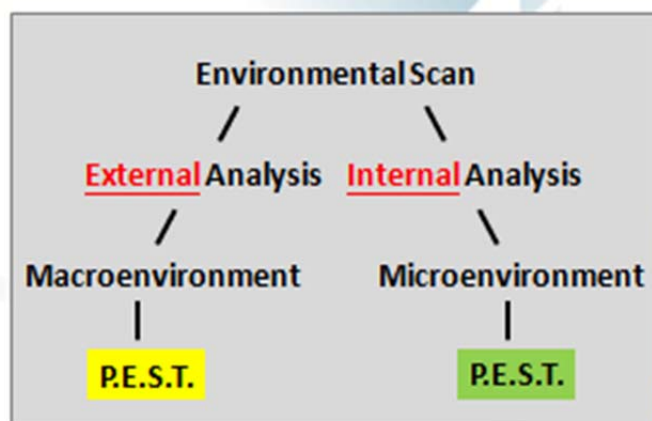 Environmental Scan
External Analysis Internal Analysis
Macroenvironment Microenvironment
P.E.S.T. P.E.S.T.